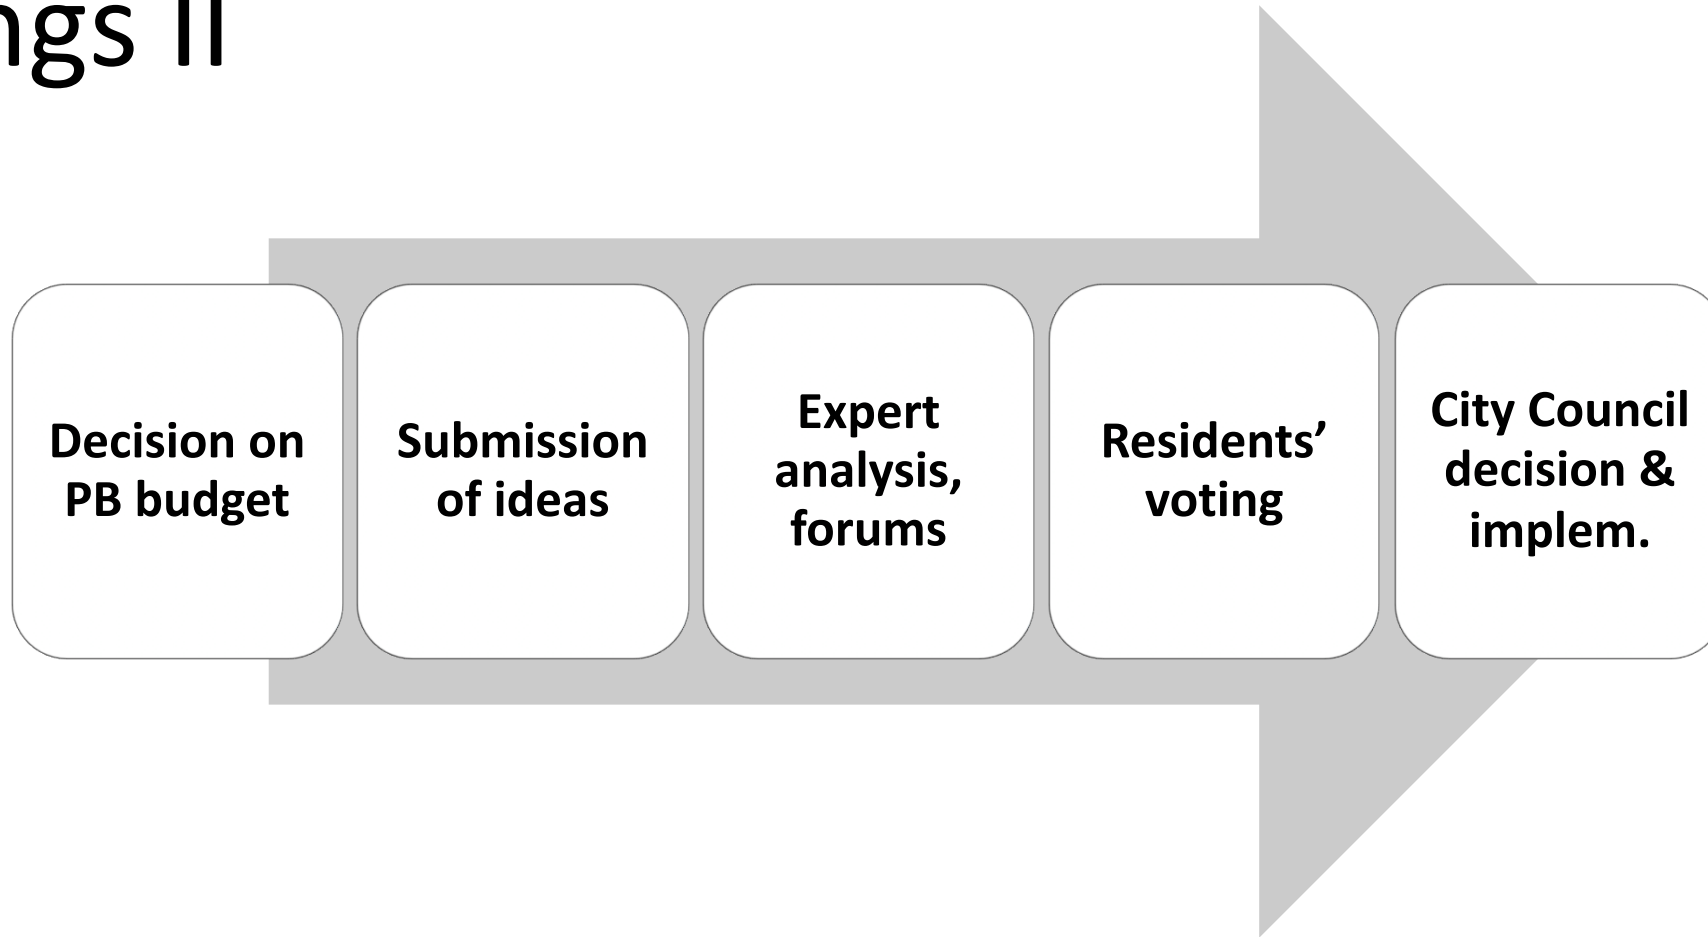 ngs II
Decision on
PB budget
Submission
of ideas
Expert
analysis,
forums
Residents’
voting
City Council
decision &
implem.